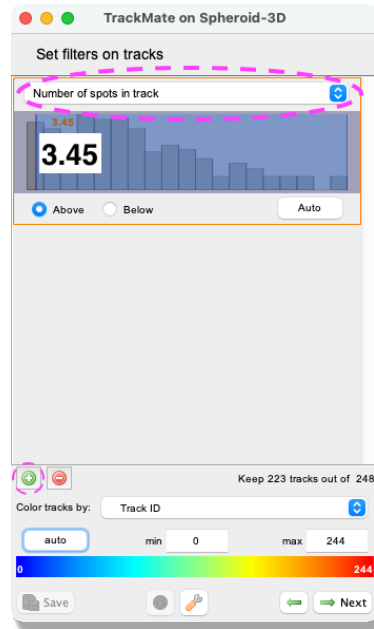 TrackMate on Spheroid-3D
Set filters on tracks
Number of spots in track
3.45
3.45
Above Below Auto
Keep 223 tracks out of 248
Color tracks by: Track ID
auto min 0 max 244
0 244
Save Next